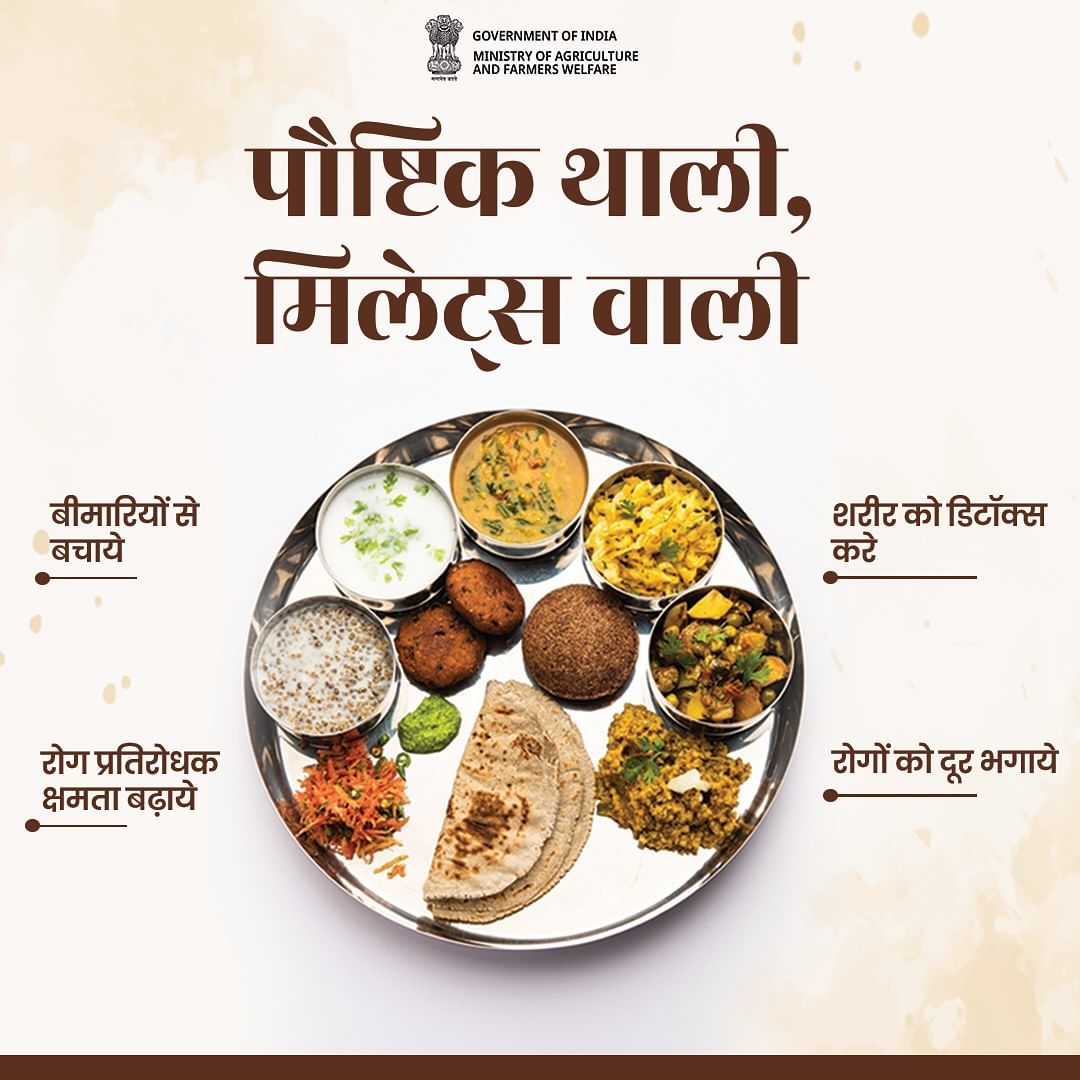 GOVERNMENT OF INDIA
MINISTRY OF AGRICULTURE
AND FARMERS WELFARE
पौष्टिक थाली,
मिलेट्स वाली
बीमारियों से
बचाये
शरीर को डिटॉक्स
करे
रोग प्रतिरोधक
क्षमता बढ़ाये
रोगों को दूर भगाये